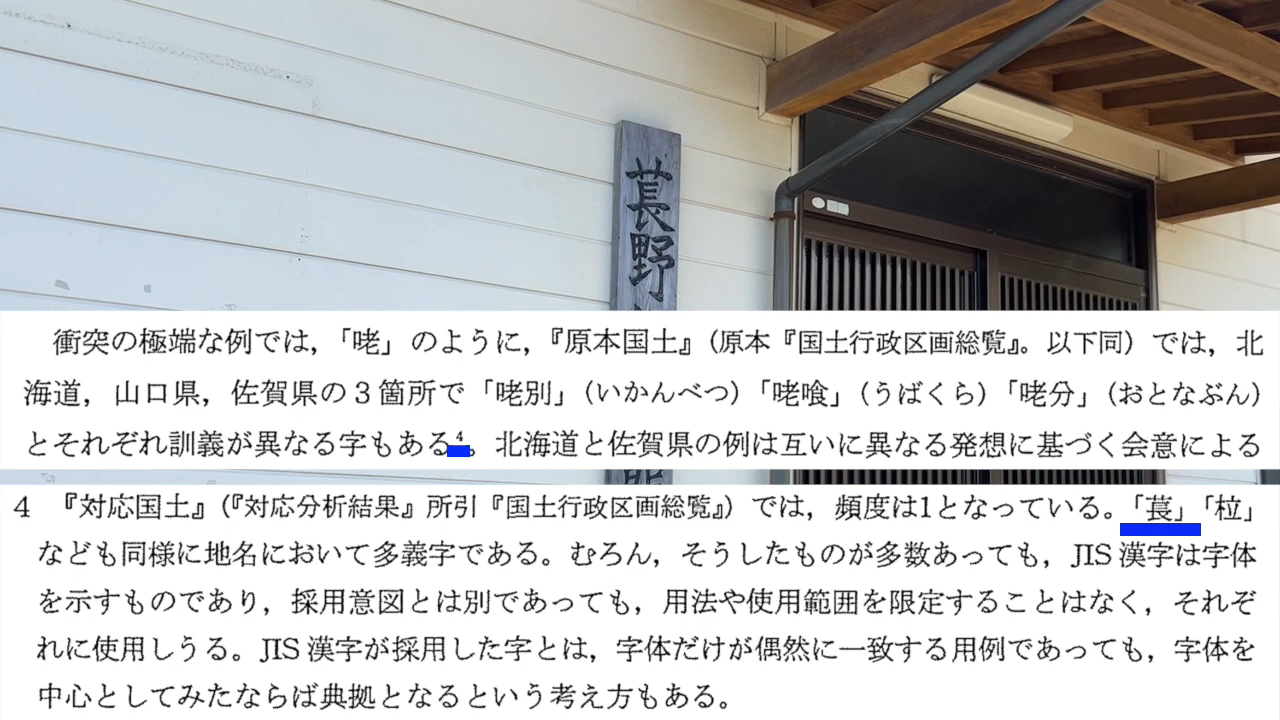 萇野
衝突の極端な例では，「咾」のように，『原本国土』（原本『国土行政区画総覧』。以下同）では，北
海道，山口県，佐賀県の３箇所で「咾別」（いかんべつ）「咾喰」（うばくら）「咾分」（おとなぶん）
とそれぞれ訓義が異なる字もある4。北海道と佐賀県の例は互いに異なる発想に基づく会意による
4 『対応国土』（『対応分析結果』所引『国土行政区画総覧』）では，頻度は1となっている。「萇」「柆」
なども同様に地名において多義字である。むろん，そうしたものが多数あっても，JIS漢字は字体
を示すものであり，採用意図とは別であっても，用法や使用範囲を限定することはなく，それぞ
れに使用しうる。JIS漢字が採用した字とは，字体だけが偶然に一致する用例であっても，字体を
中心としてみたならば典拠となるという考え方もある。